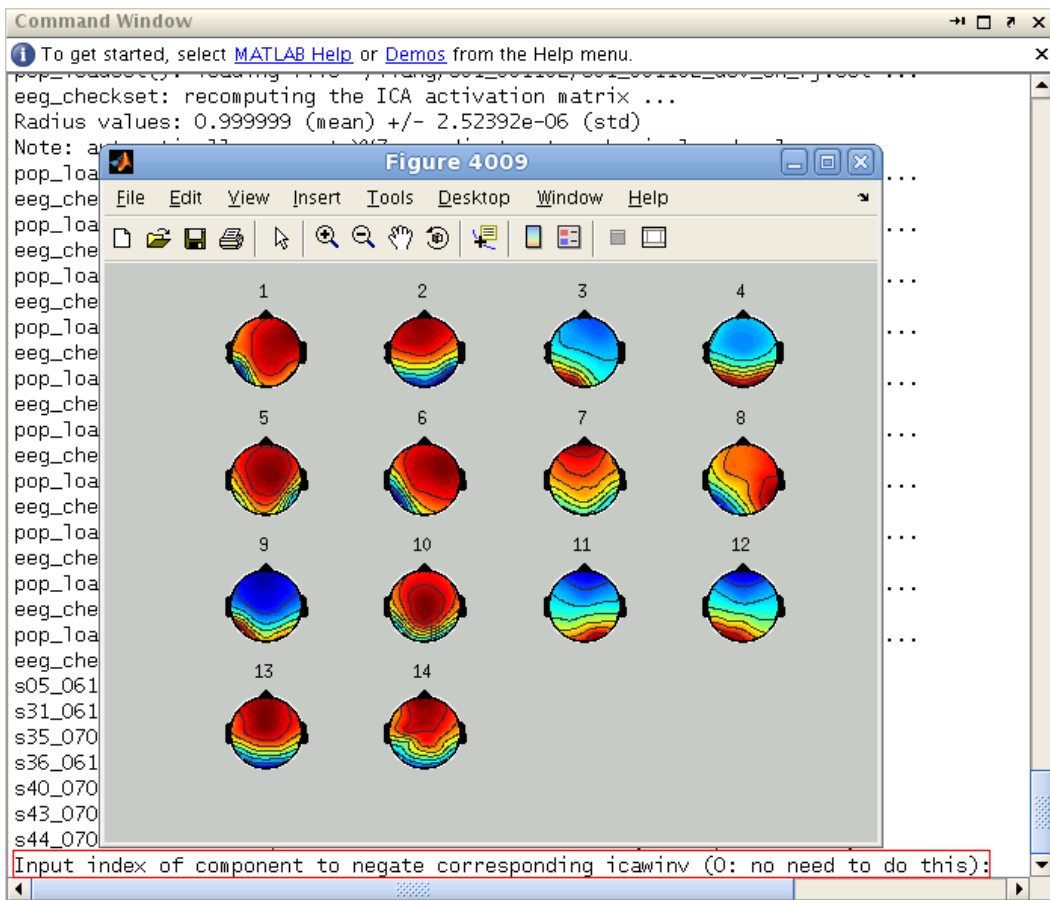 Command Window
To get started, select MATLAB Help or Demos from the Help menu.
eeg_checkset: recomputing the ICA activation matrix ...
Radius values: 0.999999 (mean) +/- 2.52392e-06 (std)
Note:
Figure 4009
pop_loa ...
File Edit View Insert Tools Desktop Window Help
eeg_che
pop_loa ...
eeg_che
pop_loa ...
1 2 3 4
eeg_che
pop_loa ...
eeg_che
pop_loa ...
eeg_che
5 6 7 8
pop_loa ...
eeg_che
pop_loa ...
eeg_che
pop_loa ...
9 10 11 12
eeg_che
pop_loa ...
eeg_che
pop_loa ...
eeg_che
13 14
s05_061
s31_061
s35_070
s36_061
s40_070
s43_070
s44_070
Input index of component to negate corresponding icawinv (0: no need to do this):